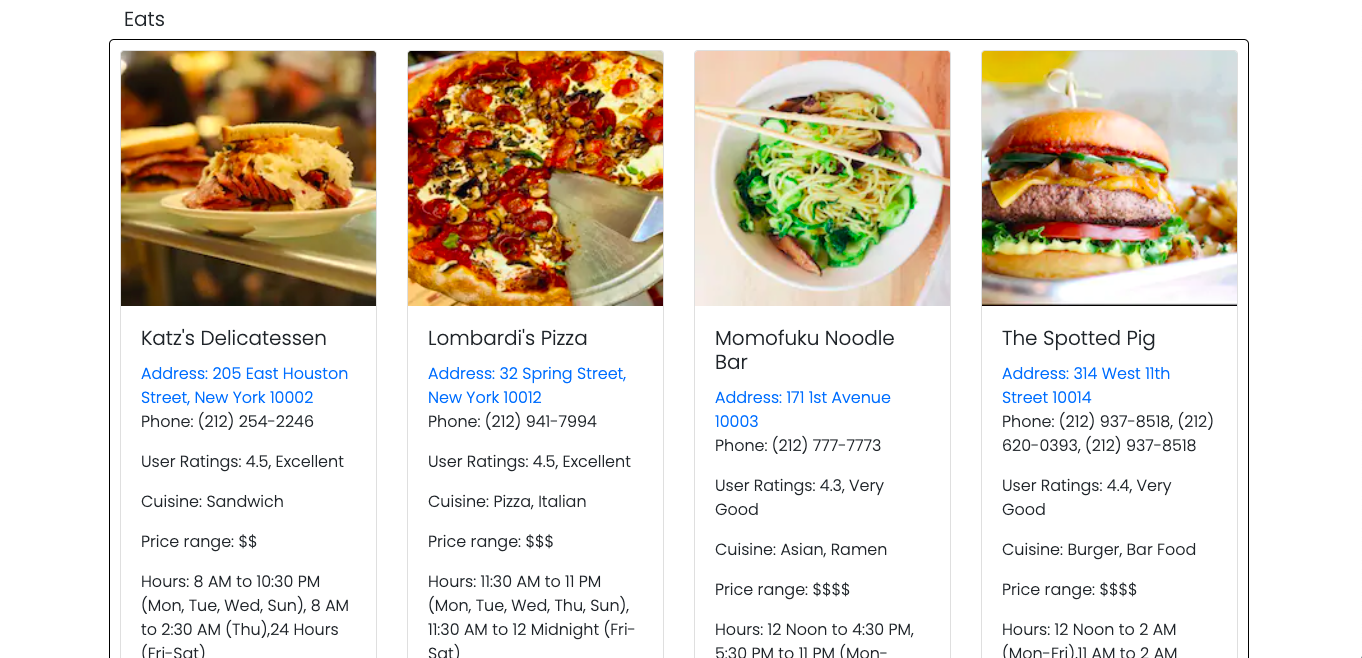 Eats
Katz's Delicatessen
Address: 205 East Houston
Street, New York 10002
Phone: (212) 254-2246
User Ratings: 4.5, Excellent
Cuisine: Sandwich
Price range: $$
Hours: 8 AM to 10:30 PM
(Mon, Tue, Wed, Sun), 8 AM
to 2:30 AM (Thu),24 Hours
(Fri-Sat)
Lombardi's Pizza
Address: 32 Spring Street,
New York 10012
Phone: (212) 941-7994
User Ratings: 4.5, Excellent
Cuisine: Pizza, Italian
Price range: $$$
Hours: 11:30 AM to 11 PM
(Mon, Tue, Wed, Thu, Sun),
11:30 AM to 12 Midnight (Fri-
Sat)
Momofuku Noodle
Bar
Address: 171 1st Avenue
10003
Phone: (212) 777-7773
User Ratings: 4.3, Very
Good
Cuisine: Asian, Ramen
Price range: $$$$
Hours: 12 Noon to 4:30 PM,
5:30 PM to 11 PM (Mon-
The Spotted Pig
Address: 314 West 11th
Street 10014
Phone: (212) 937-8518, (212)
620-0393, (212) 937-8518
User Ratings: 4.4, Very
Good
Cuisine: Burger, Bar Food
Price range: $$$$
Hours: 12 Noon to 2 AM
(Mon-Fri),11 AM to 2 AM